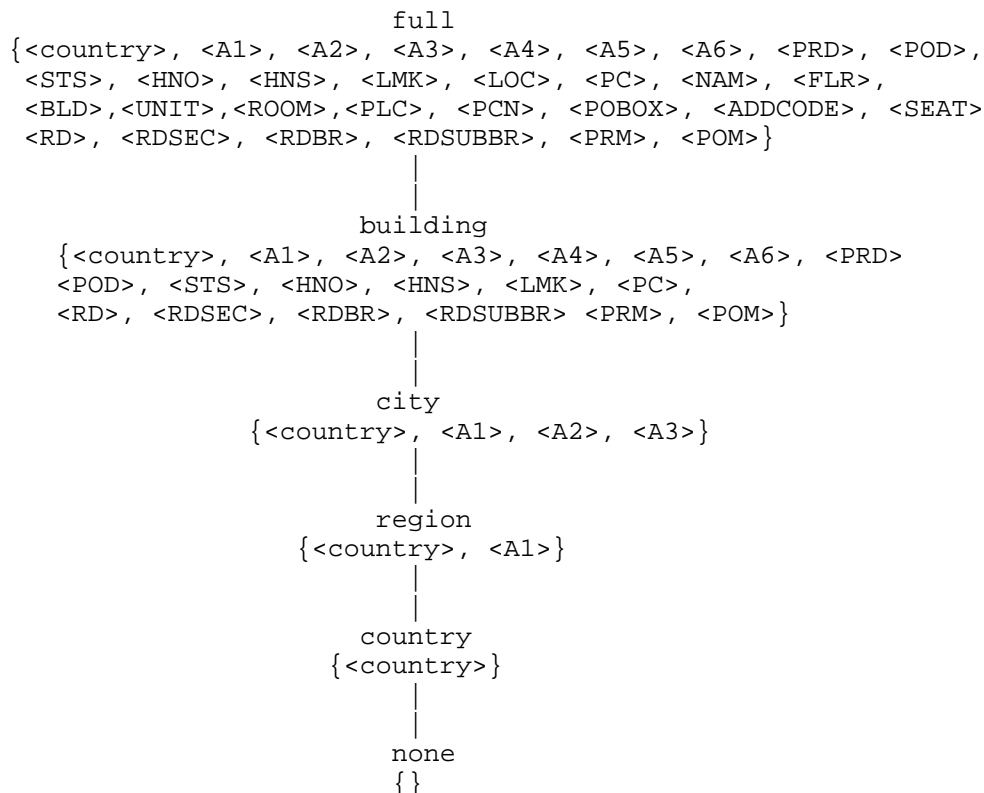 full
{<country>, <A1>, <A2>, <A3>, <A4>, <A5>, <A6>, <PRD>, <POD>,
<STS>, <HNO>, <HNS>, <LMK>, <LOC>, <PC>, <NAM>, <FLR>,
<BLD>,<UNIT>,<ROOM>,<PLC>, <PCN>, <POBOX>, <ADDCODE>, <SEAT>
<RD>, <RDSEC>, <RDBR>, <RDSUBBR>, <PRM>, <POM>}
building
{<country>, <A1>, <A2>, <A3>, <A4>, <A5>, <A6>, <PRD>
<POD>, <STS>, <HNO>, <HNS>, <LMK>, <PC>,
<RD>, <RDSEC>, <RDBR>, <RDSUBBR> <PRM>, <POM>}
city
{<country>, <A1>, <A2>, <A3>}
region
{<country>, <A1>}
country
{<country>}
none
{}